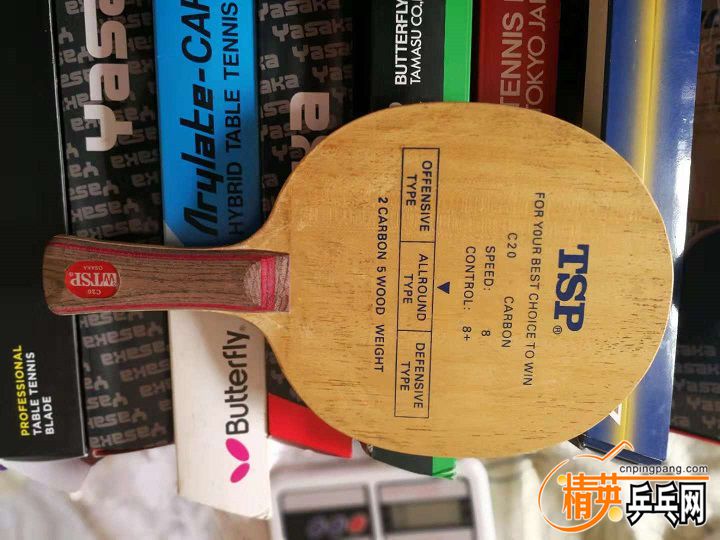 TSP®
FOR YOUR BEST CHOICE TO WIN
C20 CARBON
SPEED: 8
CONTROL: 8+
OFFENSIVE TYPE
ALLROUND TYPE
DEFENSIVE TYPE
2 CARBON 5 WOOD WEIGHT
TSP®
C20
OSAKA
PROFESSIONAL
TABLE TENNIS
BLADE
Yasaka
Yasaka
Arylate-CAR
HYBRID TABLE TENNIS
Butterfly
BUTTERFLY
TAMASU CO.,
TENNIS
TOKYO JA
cnpingpang.com
精英乒乓网